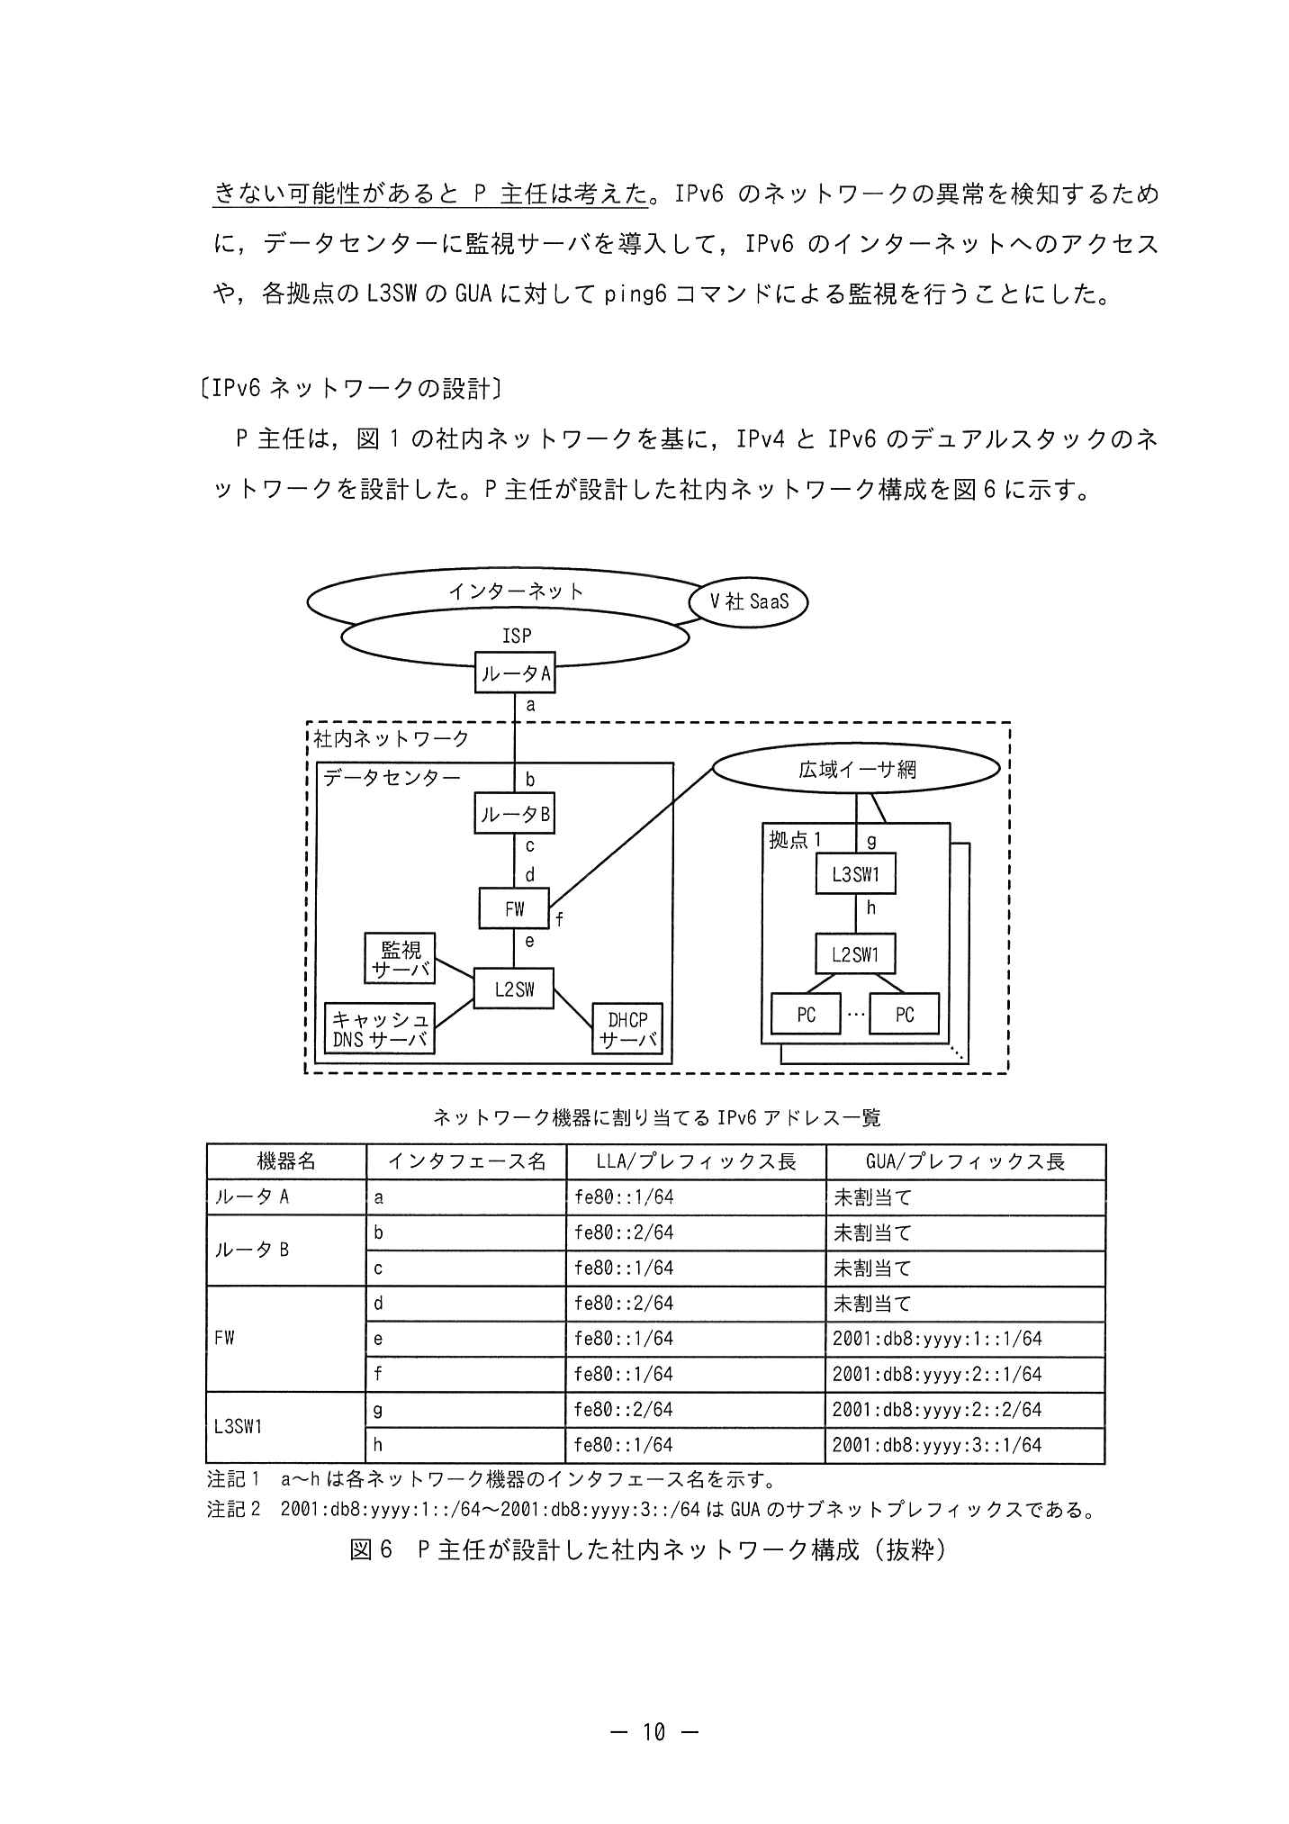 きない可能性があると P 主任は考えた。IPv6 のネットワークの異常を検知するため
に，データセンターに監視サーバを導入して，IPv6 のインターネットへのアクセス
や，各拠点の L3SW の GUA に対して ping6 コマンドによる監視を行うことにした。
〔IPv6 ネットワークの設計〕
P 主任は，図 1 の社内ネットワークを基に，IPv4 と IPv6 のデュアルスタックのネ
ットワークを設計した。P 主任が設計した社内ネットワーク構成を図 6 に示す。
インターネット
V 社 SaaS
ISP
ルータA
a
社内ネットワーク
データセンター
b
広域イーサ網
ルータB
c
拠点 1
g
d
L3SW1
FW
f
h
e
監視
サーバ
L2SW1
L2SW
キャッシュ
DNS サーバ
DHCP
サーバ
PC
…
PC
ネットワーク機器に割り当てる IPv6 アドレス一覧
機器名 インタフェース名 LLA/プレフィックス長 GUA/プレフィックス長
ルータ A a fe80::1/64 未割当て
ルータ B b fe80::2/64 未割当て
c fe80::1/64 未割当て
FW d fe80::2/64 未割当て
e fe80::1/64 2001:db8:yyyy:1::1/64
f fe80::1/64 2001:db8:yyyy:2::1/64
L3SW1 g fe80::2/64 2001:db8:yyyy:2::2/64
h fe80::1/64 2001:db8:yyyy:3::1/64
注記 1 a～h は各ネットワーク機器のインタフェース名を示す。
注記 2 2001:db8:yyyy:1::/64～2001:db8:yyyy:3::/64 は GUA のサブネットプレフィックスである。
図 6 P 主任が設計した社内ネットワーク構成（抜粋）
－ 10 －